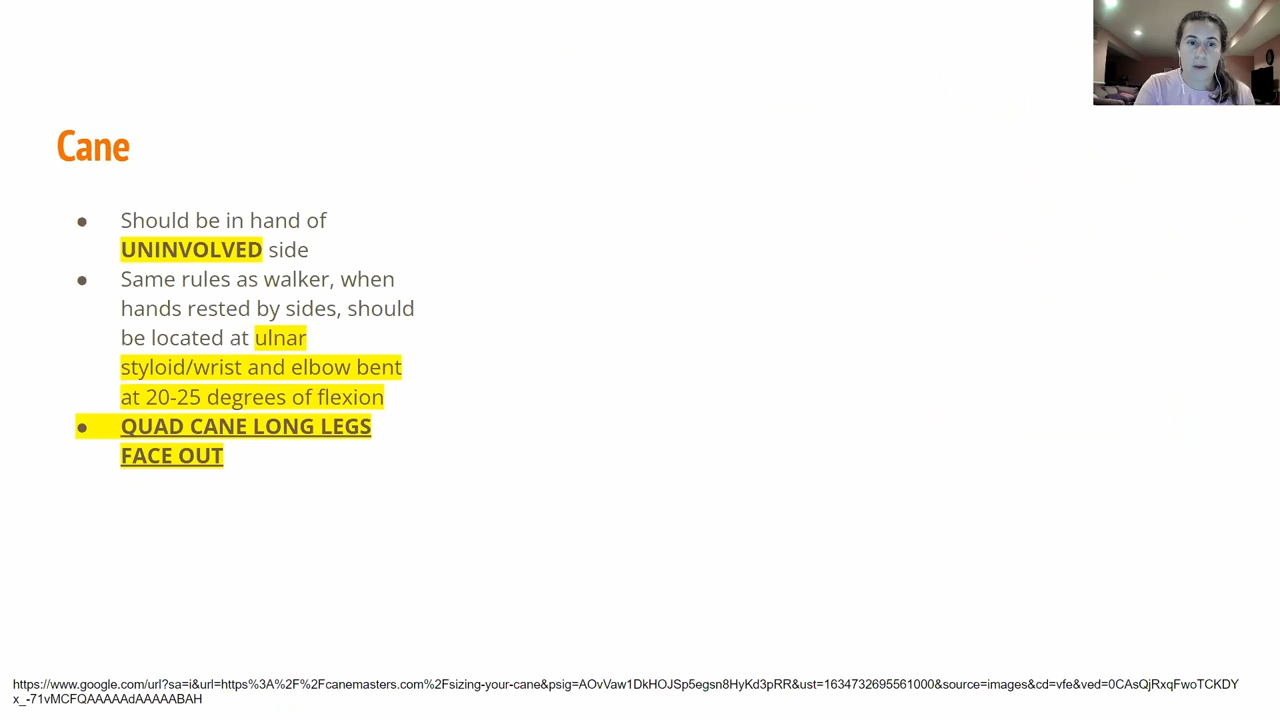 Cane
● Should be in hand of
UNINVOLVED side
● Same rules as walker, when
hands rested by sides, should
be located at ulnar
styloid/wrist and elbow bent
at 20-25 degrees of flexion
● QUAD CANE LONG LEGS
FACE OUT
https://www.google.com/url?sa=i&url=https%3A%2F%2Fcanemasters.com%2Fsizing-your-cane&psig=AOvVaw1DkHOJSp5egsn8HyKd3pRR&ust=1634732695561000&source=images&cd=vfe&ved=0CAsQjRxqFwoTCKDY
x_-71vMCFQAAAAAdAAAAABAH